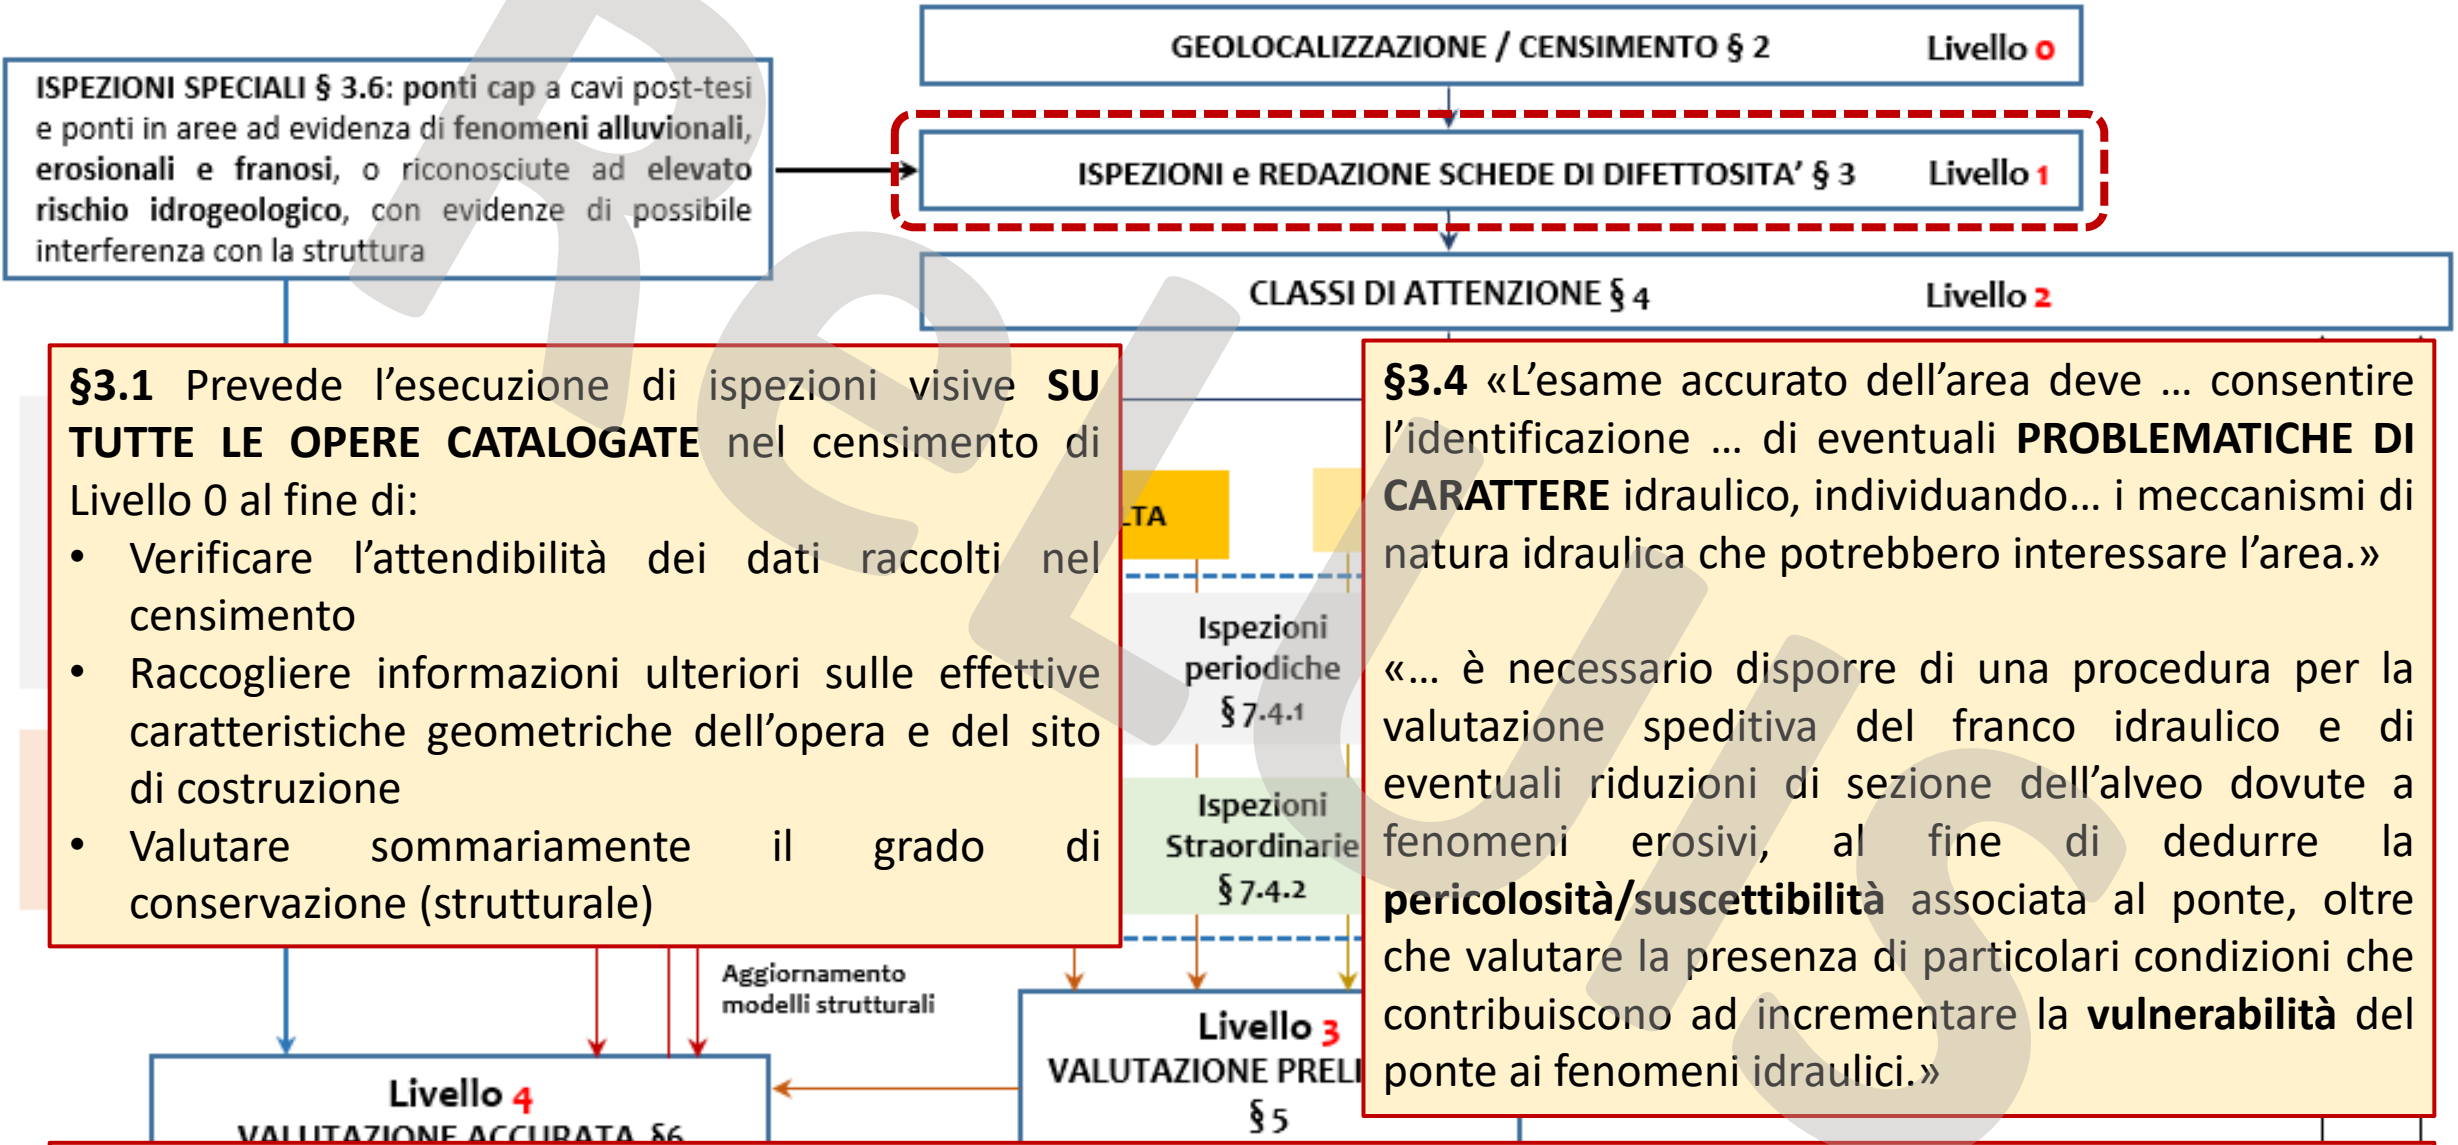 GEOLOCALIZZAZIONE / CENSIMENTO § 2 Livello 0
ISPEZIONI SPECIALI § 3.6: ponti cap a cavi post-tesi
e ponti in aree ad evidenza di fenomeni alluvionali,
erosionali e franosi, o riconosciute ad elevato
rischio idrogeologico, con evidenze di possibile
interferenza con la struttura
ISPEZIONI e REDAZIONE SCHEDE DI DIFETTOSITA’ § 3 Livello 1
CLASSI DI ATTENZIONE § 4 Livello 2
§3.1 Prevede l’esecuzione di ispezioni visive SU
TUTTE LE OPERE CATALOGATE nel censimento di
Livello 0 al fine di:
• Verificare l’attendibilità dei dati raccolti nel
censimento
• Raccogliere informazioni ulteriori sulle effettive
caratteristiche geometriche dell’opera e del sito
di costruzione
• Valutare sommariamente il grado di
conservazione (strutturale)
LTA
Ispezioni
periodiche
§ 7.4.1
Ispezioni
Straordinarie
§ 7.4.2
§3.4 «L’esame accurato dell’area deve … consentire
l’identificazione … di eventuali PROBLEMATICHE DI
CARATTERE idraulico, individuando… i meccanismi di
natura idraulica che potrebbero interessare l’area.»
«… è necessario disporre di una procedura per la
valutazione speditiva del franco idraulico e di
eventuali riduzioni di sezione dell’alveo dovute a
fenomeni erosivi, al fine di dedurre la
pericolosità/suscettibilità associata al ponte, oltre
che valutare la presenza di particolari condizioni che
contribuiscono ad incrementare la vulnerabilità del
ponte ai fenomeni idraulici.»
Aggiornamento
modelli strutturali
Livello 3
VALUTAZIONE PRELI
§ 5
Livello 4
VALUTAZIONE ACCURATA §6
ReLUIS